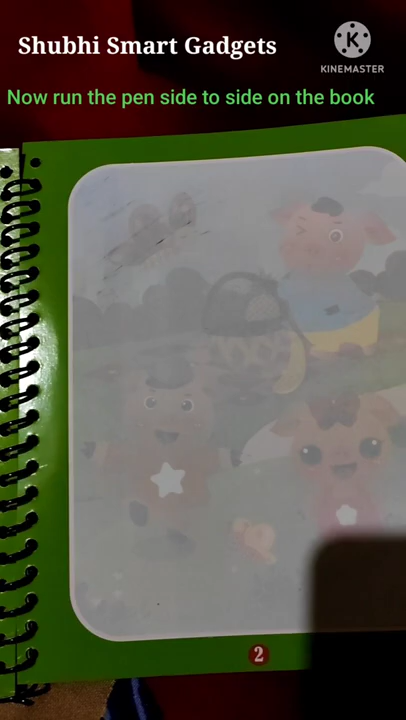 Shubhi Smart Gadgets
KINEMASTER
Now run the pen side to side on the book
2